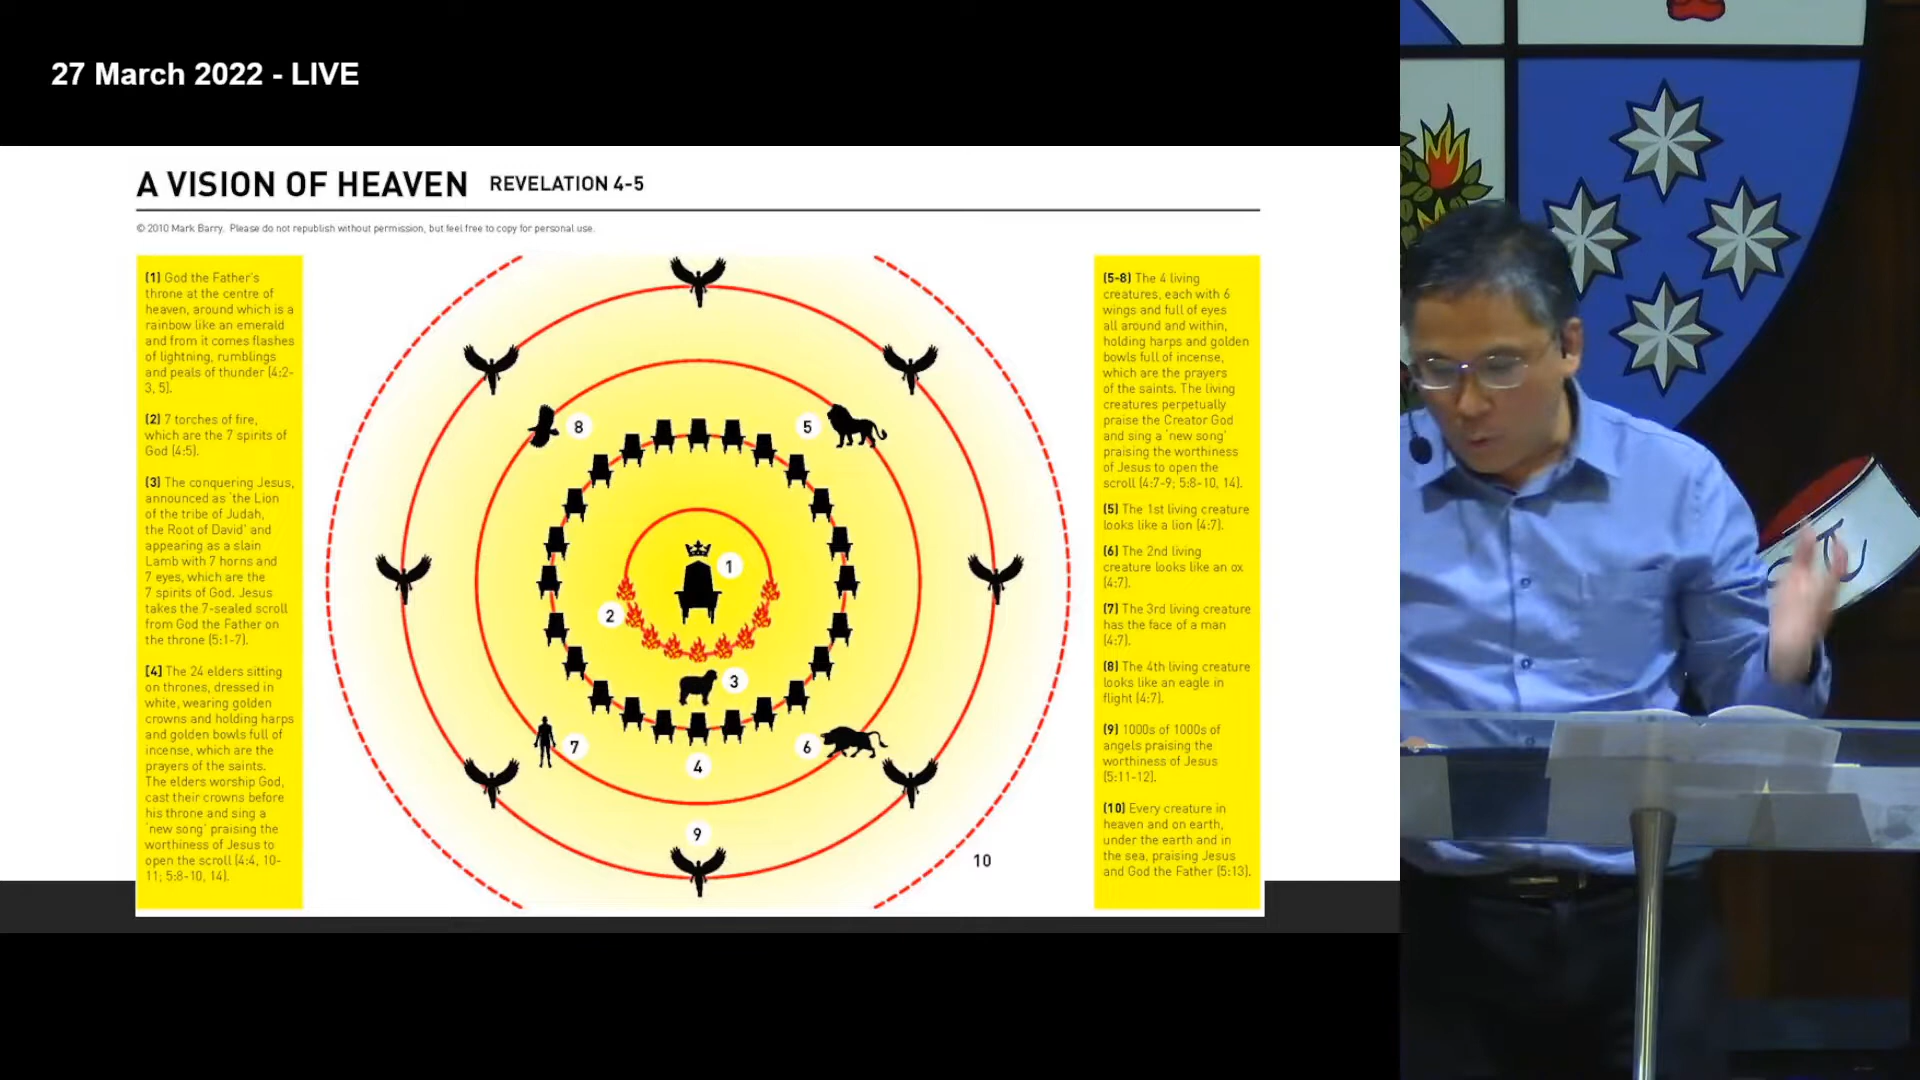 27 March 2022 - LIVE
A VISION OF HEAVEN REVELATION 4-5
© 2010 Mark Barry. Please do not republish without permission, but feel free to copy for personal use.
(1) God the Father's
throne at the centre of
heaven, around which is a
rainbow like an emerald
and from it comes flashes
of lightning, rumblings
and peals of thunder (4:2-
3, 5).
(2) 7 torches of fire,
which are the 7 spirits of
God (4:5).
(3) The conquering Jesus,
announced as 'the Lion
of the tribe of Judah,
the Root of David' and
appearing as a slain
Lamb with 7 horns and
7 eyes, which are the
7 spirits of God. Jesus
takes the 7-sealed scroll
from God the Father on
the throne (5:1-7).
(4) The 24 elders sitting
on thrones, dressed in
white, wearing golden
crowns and holding harps
and golden bowls full of
incense, which are the
prayers of the saints.
The elders worship God,
cast their crowns before
his throne and sing a
'new song' praising the
worthiness of Jesus to
open the scroll (4:4, 10-
11; 5:8-10, 14).
8
5
1
2
3
7
6
4
9
10
(5-8) The 4 living
creatures, each with 6
wings and full of eyes
all around and within,
holding harps and golden
bowls full of incense,
which are the prayers
of the saints. The living
creatures perpetually
praise the Creator God
and sing a 'new song'
praising the worthiness
of Jesus to open the
scroll (4:7-9; 5:8-10, 14).
(5) The 1st living creature
looks like a lion (4:7).
(6) The 2nd living
creature looks like an ox
(4:7).
(7) The 3rd living creature
has the face of a man
(4:7).
(8) The 4th living creature
looks like an eagle in
flight (4:7).
(9) 1000s of 1000s of
angels praising the
worthiness of Jesus
(5:11-12).
(10) Every creature in
heaven and on earth,
under the earth and in
the sea, praising Jesus
and God the Father (5:13).